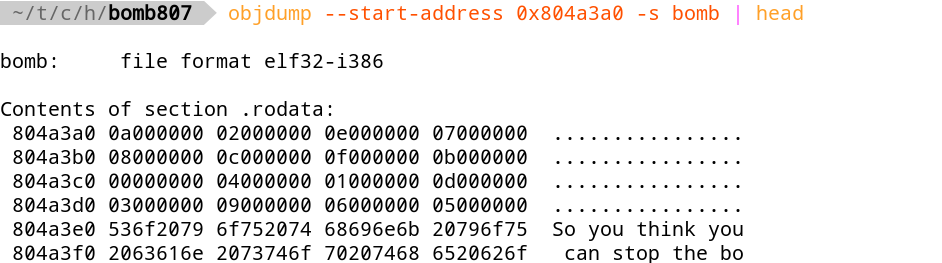 ~/t/c/h/bomb807 objdump --start-address 0x804a3a0 -s bomb | head
bomb:     file format elf32-i386
Contents of section .rodata:
 804a3a0 0a000000 02000000 0e000000 07000000  ................
 804a3b0 08000000 0c000000 0f000000 0b000000  ................
 804a3c0 00000000 04000000 01000000 0d000000  ................
 804a3d0 03000000 09000000 06000000 05000000  ................
 804a3e0 536f2079 6f752074 68696e6b 20796f75  So you think you
 804a3f0 2063616e 2073746f 70207468 6520626f   can stop the bo